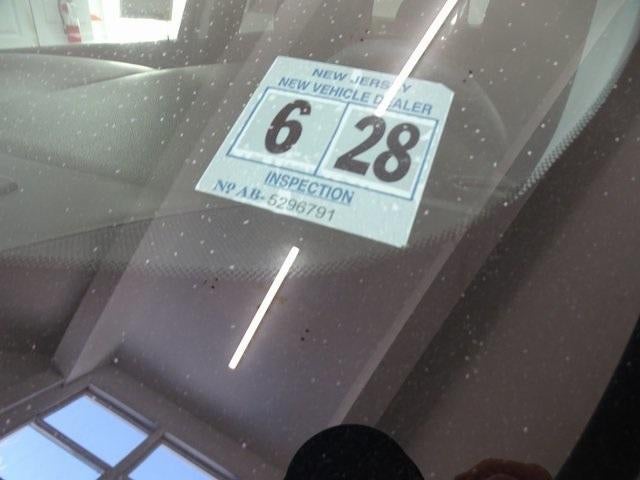 NEW JERSEY
NEW VEHICLE DEALER
6 28
INSPECTION
Nº AB-5296791